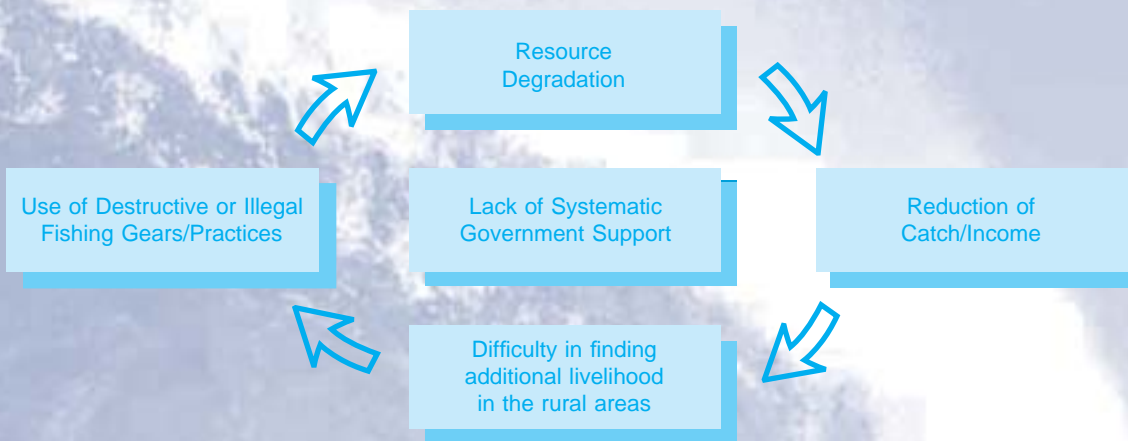 Resource
Degradation
Use of Destructive or Illegal
Fishing Gears/Practices
Lack of Systematic
Government Support
Reduction of
Catch/Income
Difficulty in finding
additional livelihood
in the rural areas